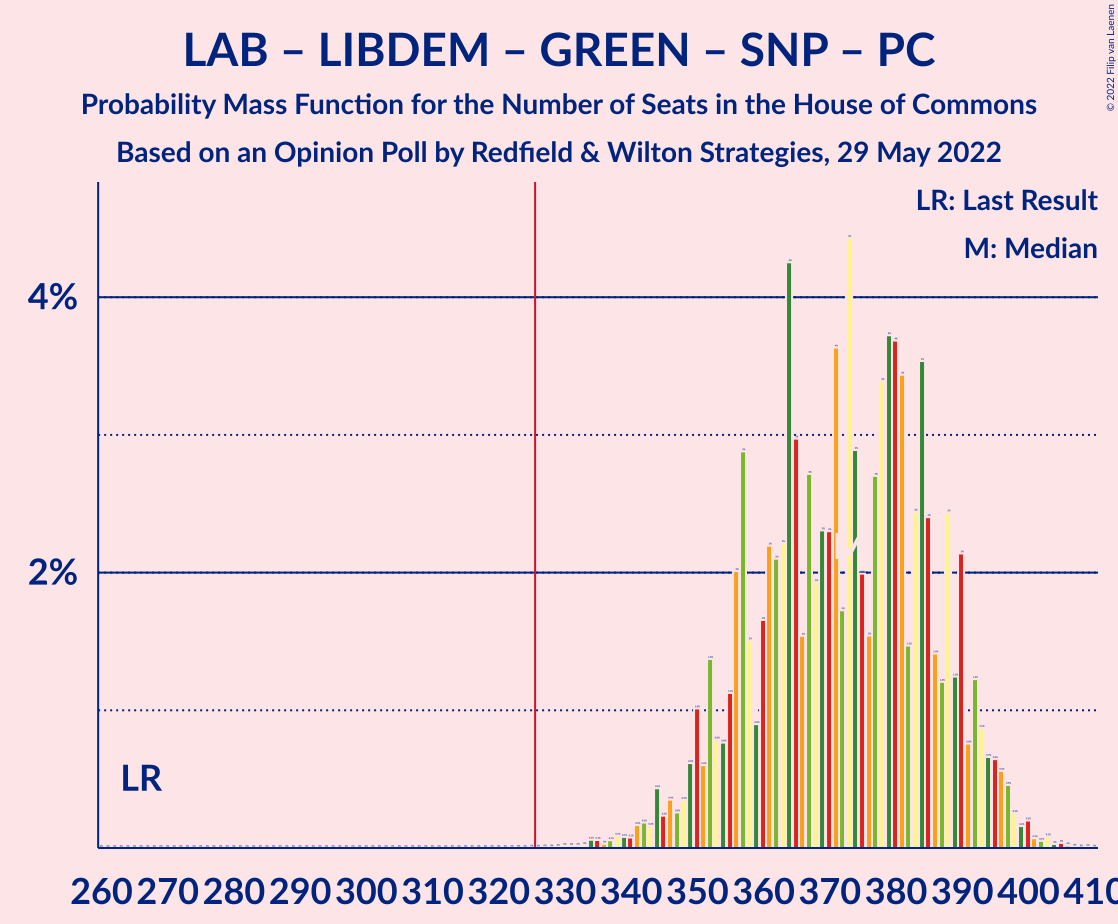 LAB – LIBDEM – GREEN – SNP – PC
Probability Mass Function for the Number of Seats in the House of Commons
Based on an Opinion Poll by Redfield & Wilton Strategies, 29 May 2022
© 2022 Filip van Laenen
LR: Last Result
M: Median
4%
2%
LR
260 270 280 290 300 310 320 330 340 350 360 370 380 390 400 410